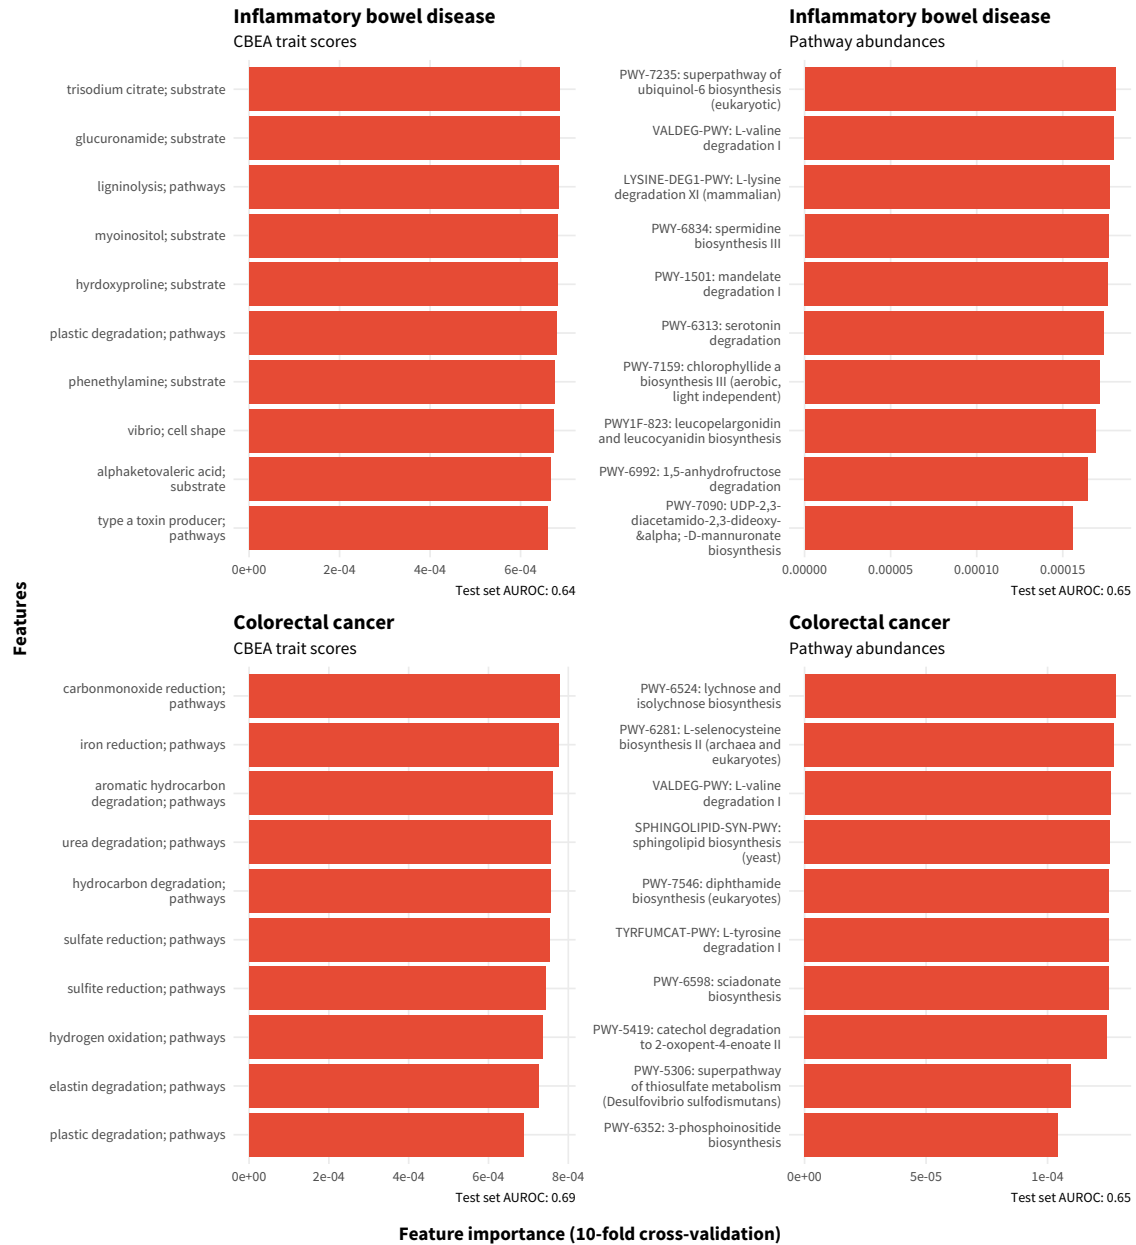 Inflammatory bowel disease
CBEA trait scores
trisodium citrate; substrate
glucuronamide; substrate
ligninolysis; pathways
myoinositol; substrate
hyrdoxyproline; substrate
plastic degradation; pathways
phenethylamine; substrate
vibrio; cell shape
alphaketovaleric acid;
substrate
type a toxin producer;
pathways
0e+00 2e-04 4e-04 6e-04
Test set AUROC: 0.64
Inflammatory bowel disease
Pathway abundances
PWY-7235: superpathway of
ubiquinol-6 biosynthesis
(eukaryotic)
VALDEG-PWY: L-valine
degradation I
LYSINE-DEG1-PWY: L-lysine
degradation XI (mammalian)
PWY-6834: spermidine
biosynthesis III
PWY-1501: mandelate
degradation I
PWY-6313: serotonin
degradation
PWY-7159: chlorophyllide a
biosynthesis III (aerobic,
light independent)
PWY1F-823: leucopelargonidin
and leucocyanidin biosynthesis
PWY-6992: 1,5-anhydrofructose
degradation
PWY-7090: UDP-2,3-
diacetamido-2,3-dideoxy-
&alpha; -D-mannuronate
biosynthesis
0.00000 0.00005 0.00010 0.00015
Test set AUROC: 0.65
Features
Colorectal cancer
CBEA trait scores
carbonmonoxide reduction;
pathways
iron reduction; pathways
aromatic hydrocarbon
degradation; pathways
urea degradation; pathways
hydrocarbon degradation;
pathways
sulfate reduction; pathways
sulfite reduction; pathways
hydrogen oxidation; pathways
elastin degradation; pathways
plastic degradation; pathways
0e+00 2e-04 4e-04 6e-04 8e-04
Test set AUROC: 0.69
Colorectal cancer
Pathway abundances
PWY-6524: lychnose and
isolychnose biosynthesis
PWY-6281: L-selenocysteine
biosynthesis II (archaea and
eukaryotes)
VALDEG-PWY: L-valine
degradation I
SPHINGOLIPID-SYN-PWY:
sphingolipid biosynthesis
(yeast)
PWY-7546: diphthamide
biosynthesis (eukaryotes)
TYRFUMCAT-PWY: L-tyrosine
degradation I
PWY-6598: sciadonate
biosynthesis
PWY-5419: catechol degradation
to 2-oxopent-4-enoate II
PWY-5306: superpathway
of thiosulfate metabolism
(Desulfovibrio sulfodismutans)
PWY-6352: 3-phosphoinositide
biosynthesis
0e+00 5e-05 1e-04
Test set AUROC: 0.65
Feature importance (10-fold cross-validation)